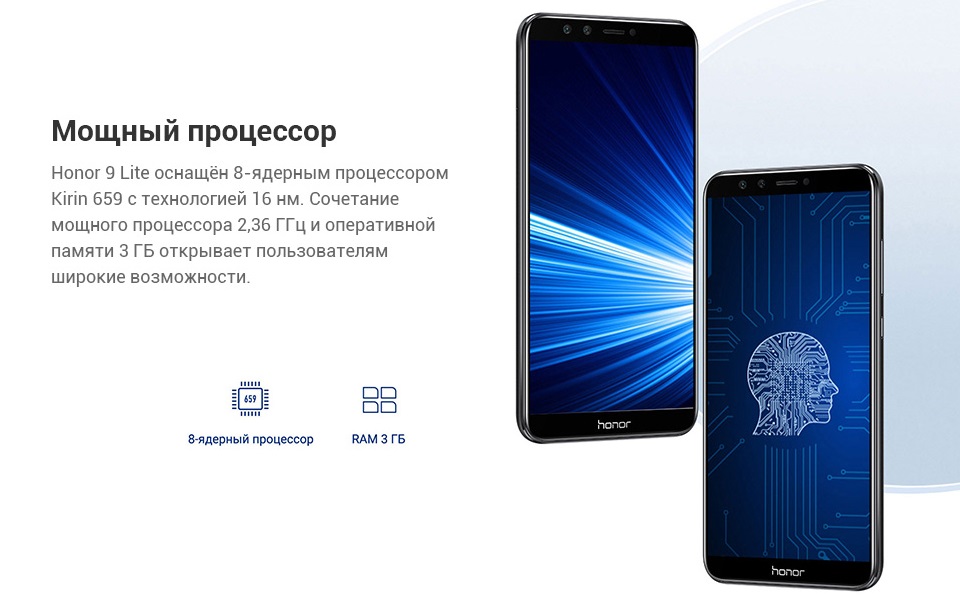 Мощный процессор
Honor 9 Lite оснащён 8-ядерным процессором
Kirin 659 с технологией 16 нм. Сочетание
мощного процессора 2,36 ГГц и оперативной
памяти 3 ГБ открывает пользователям
широкие возможности.
659
8-ядерный процессор
RAM 3 ГБ
honor
honor